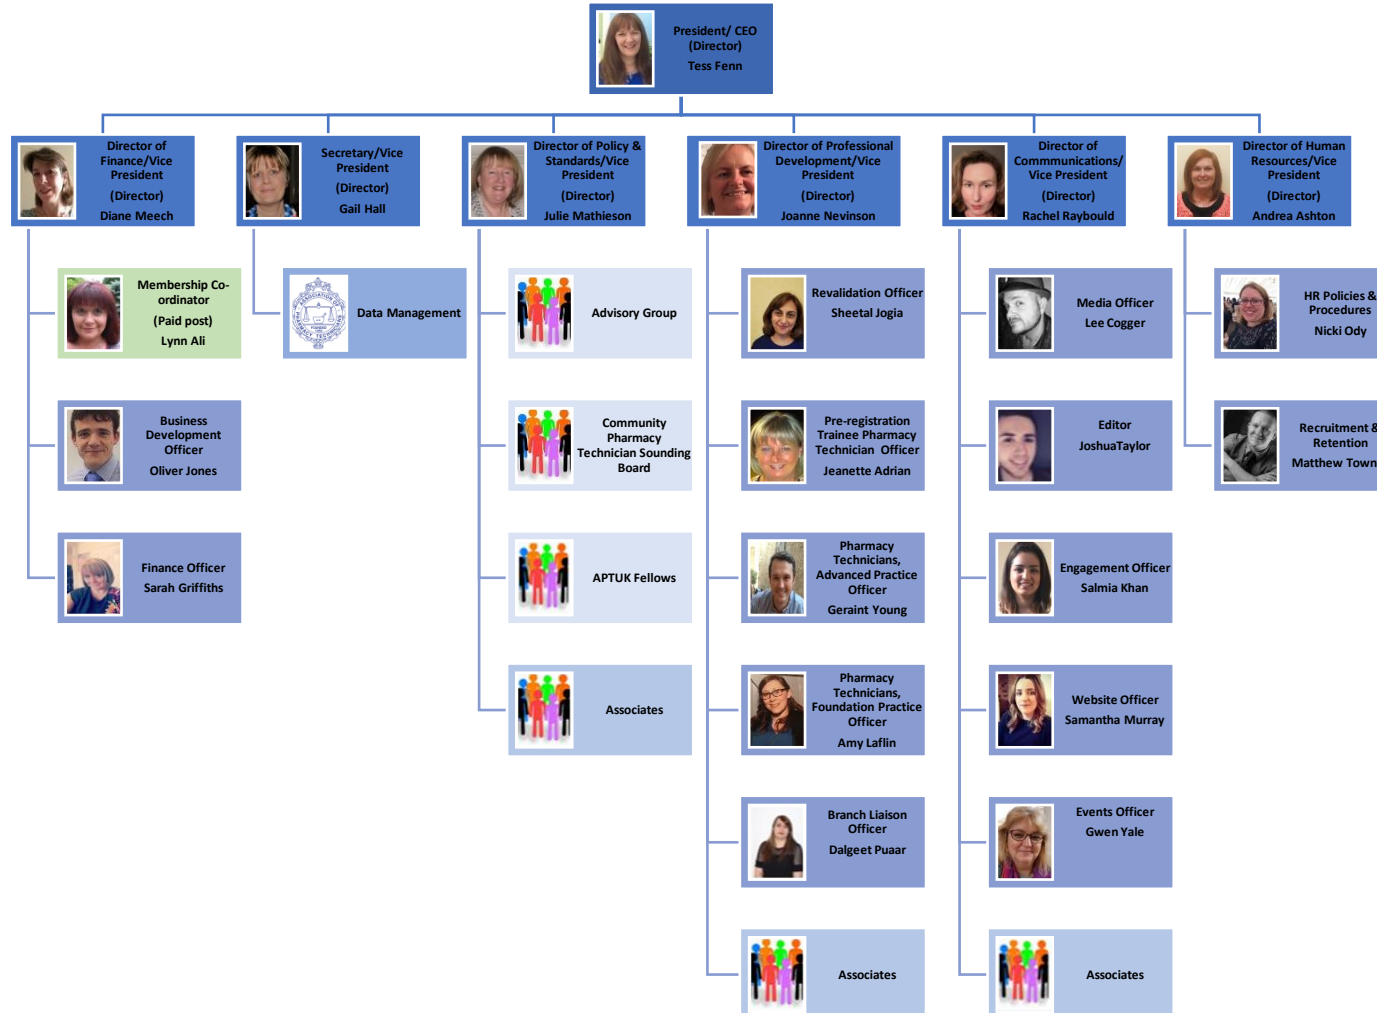 President/ CEO
(Director)
Tess Fenn
Director of
Finance/Vice
President
(Director)
Diane Meech
Secretary/Vice
President
(Director)
Gail Hall
Director of Policy &
Standards/Vice
President
(Director)
Julie Mathieson
Director of Professional
Development/Vice
President
(Director)
Joanne Nevinson
Director of
Commmunications/
Vice President
(Director)
Rachel Raybould
Director of Human
Resources/Vice
President
(Director)
Andrea Ashton
Membership Co-
ordinator
(Paid post)
Lynn Ali
Business
Development
Officer
Oliver Jones
Finance Officer
Sarah Griffiths
Data Management
Advisory Group
Community
Pharmacy
Technician Sounding
Board
APTUK Fellows
Associates
Revalidation Officer
Sheetal Jogia
Pre-registration
Trainee Pharmacy
Technician Officer
Jeanette Adrian
Pharmacy
Technicians,
Advanced Practice
Officer
Geraint Young
Pharmacy
Technicians,
Foundation Practice
Officer
Amy Laflin
Branch Liaison
Officer
Dalgeet Puaar
Associates
Media Officer
Lee Cogger
Editor
JoshuaTaylor
Engagement Officer
Salmia Khan
Website Officer
Samantha Murray
Events Officer
Gwen Yale
Associates
HR Policies &
Procedures
Nicki Ody
Recruitment &
Retention
Matthew Town